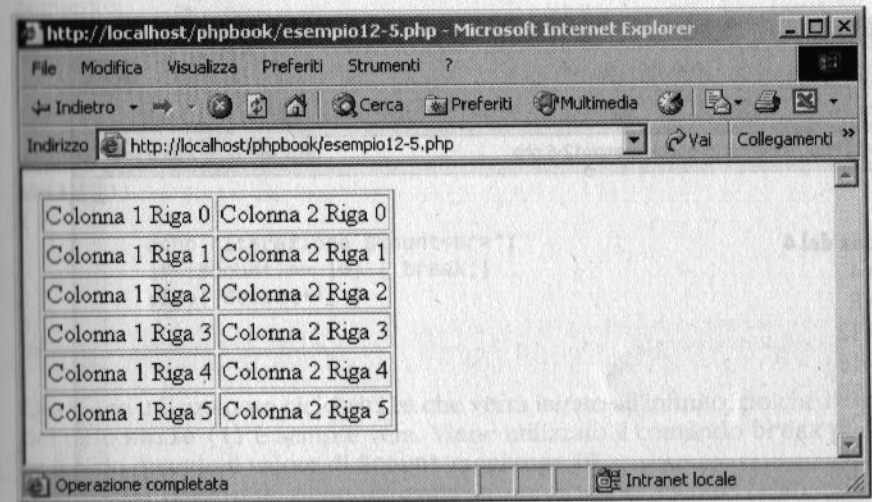 http://localhost/phpbook/esempio12-5.php - Microsoft Internet Explorer
File Modifica Visualizza Preferiti Strumenti ?
Indietro Cerca Preferiti Multimedia
Indirizzo http://localhost/phpbook/esempio12-5.php Vai Collegamenti »
Colonna 1 Riga 0 Colonna 2 Riga 0
Colonna 1 Riga 1 Colonna 2 Riga 1
Colonna 1 Riga 2 Colonna 2 Riga 2
Colonna 1 Riga 3 Colonna 2 Riga 3
Colonna 1 Riga 4 Colonna 2 Riga 4
Colonna 1 Riga 5 Colonna 2 Riga 5
Operazione completata Intranet locale